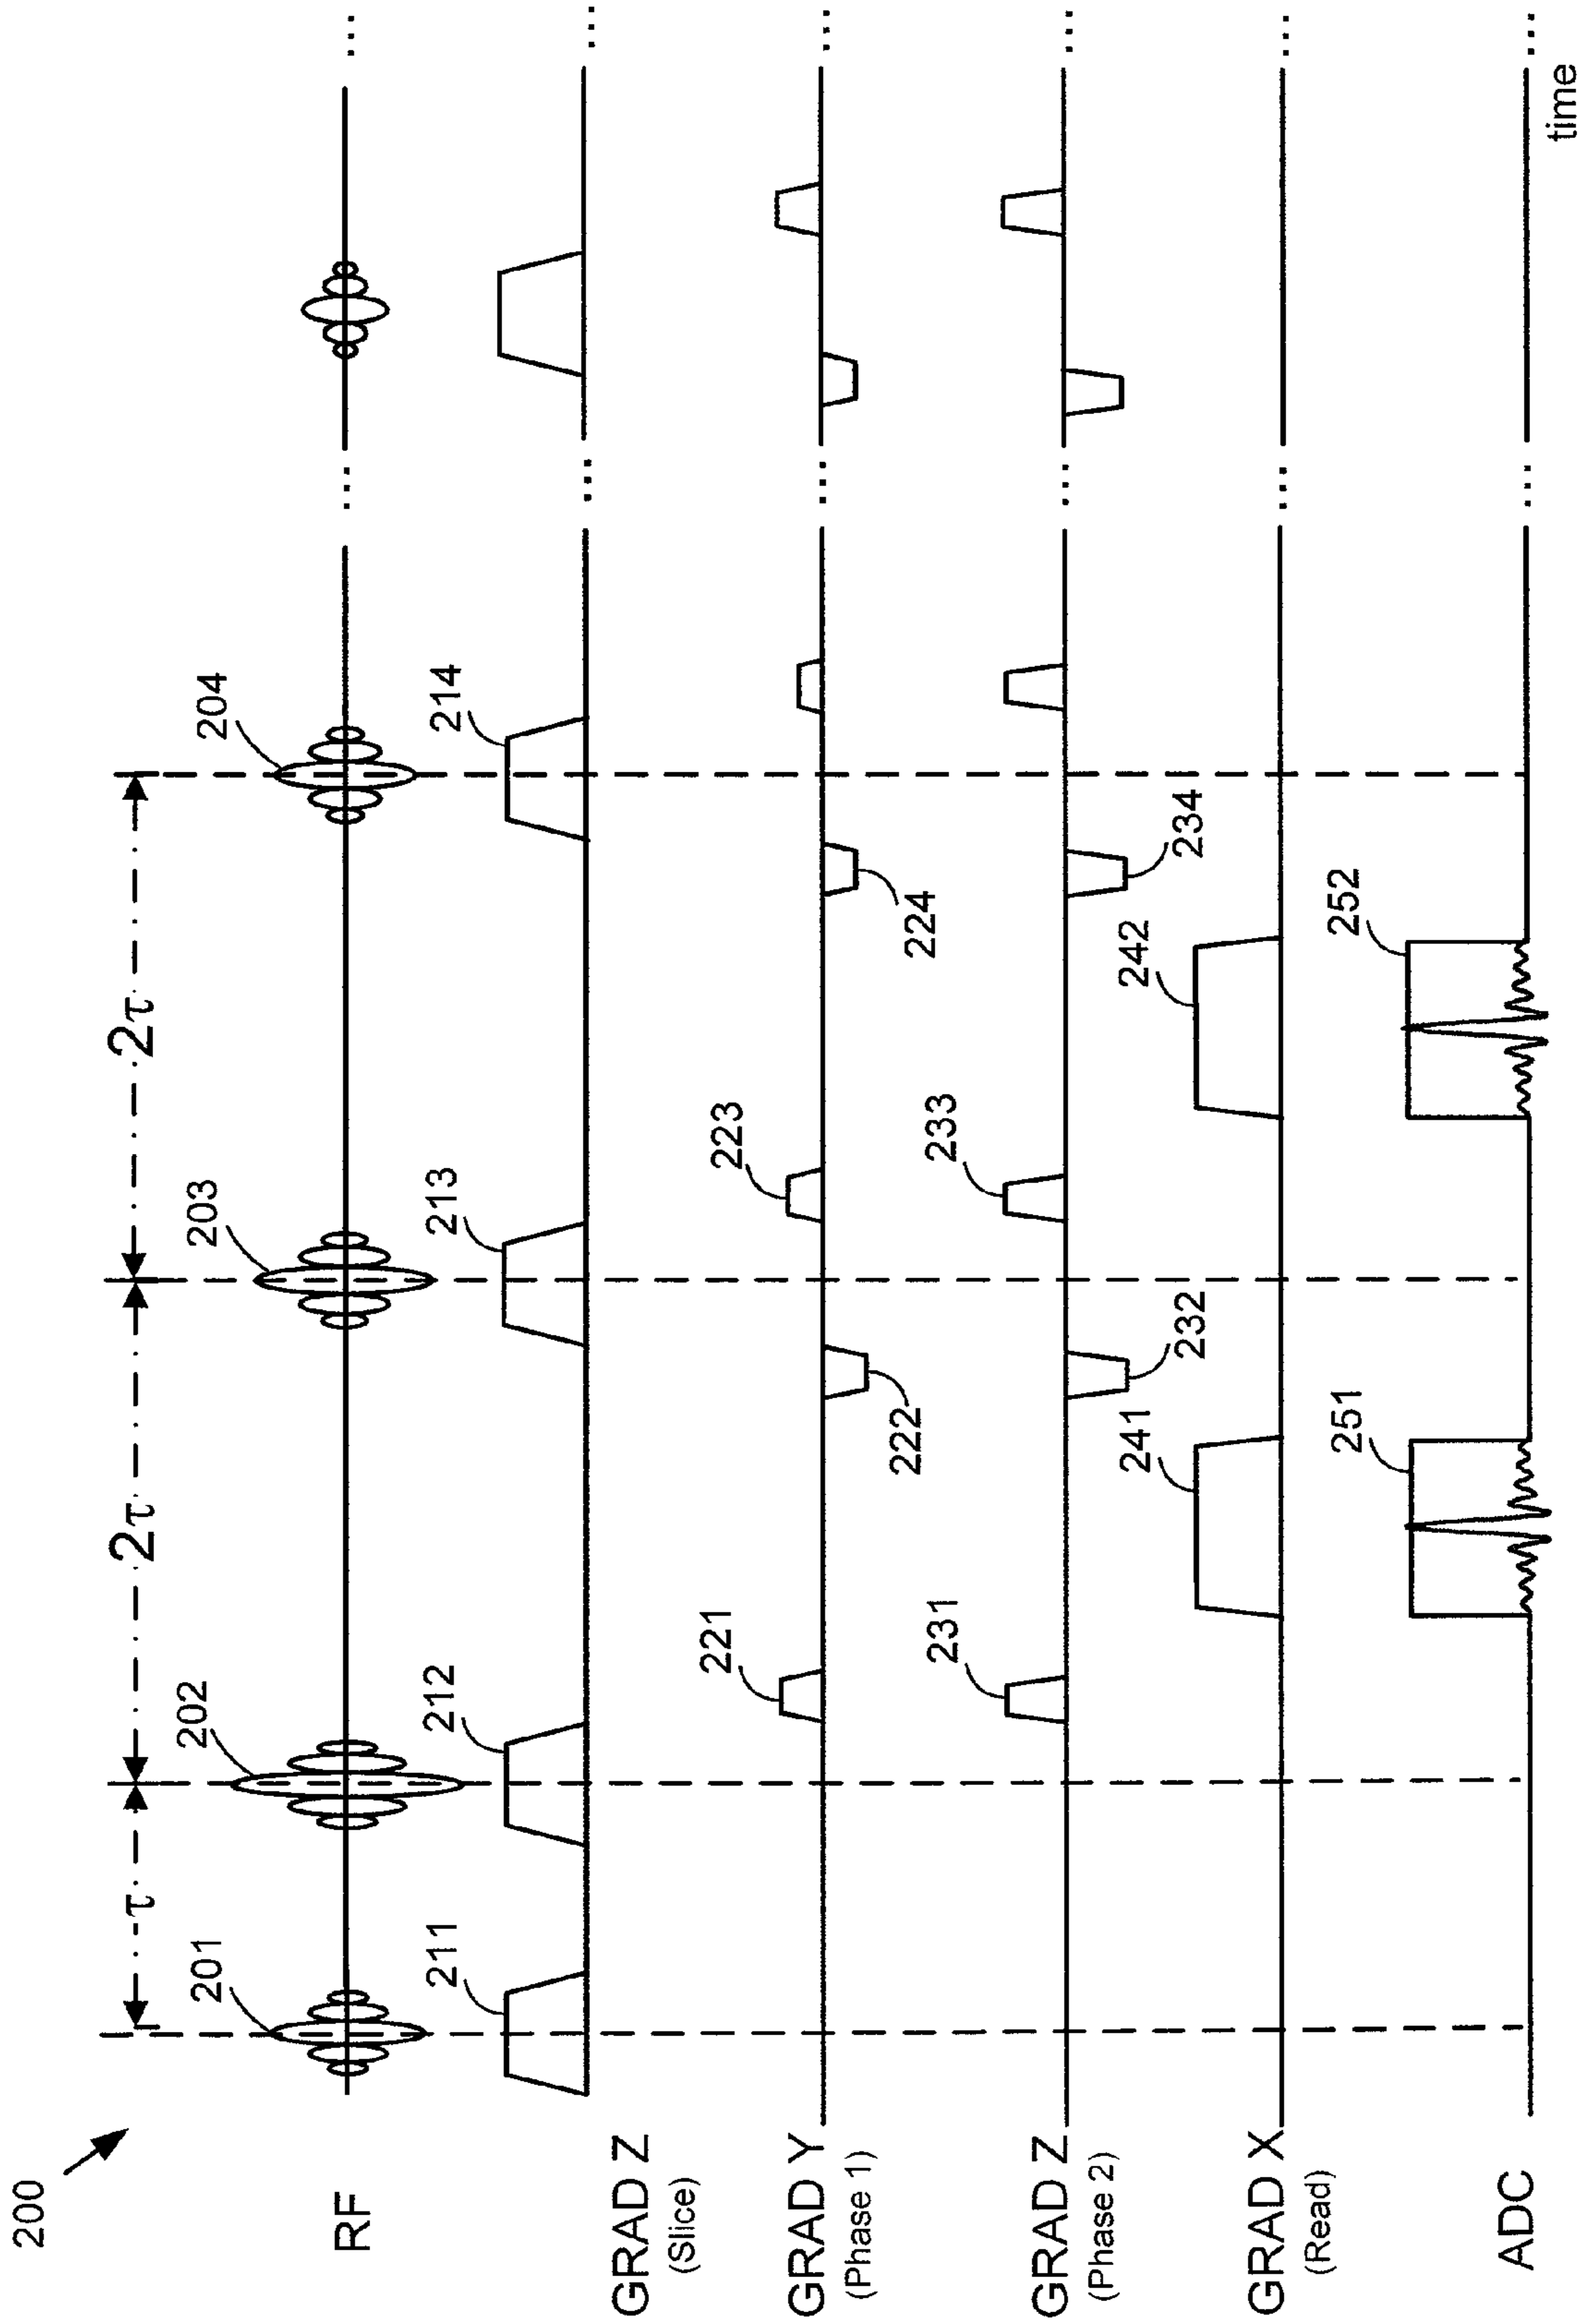 200
τ
2τ
2τ
RF
201
202
203
204
...
...
GRAD Z
(Slice)
211
212
213
214
...
...
GRAD Y
(Phase 1)
221
222
223
224
...
...
GRAD Z
(Phase 2)
231
232
233
234
...
...
GRAD X
(Read)
241
242
...
...
ADC
251
252
...
...
time